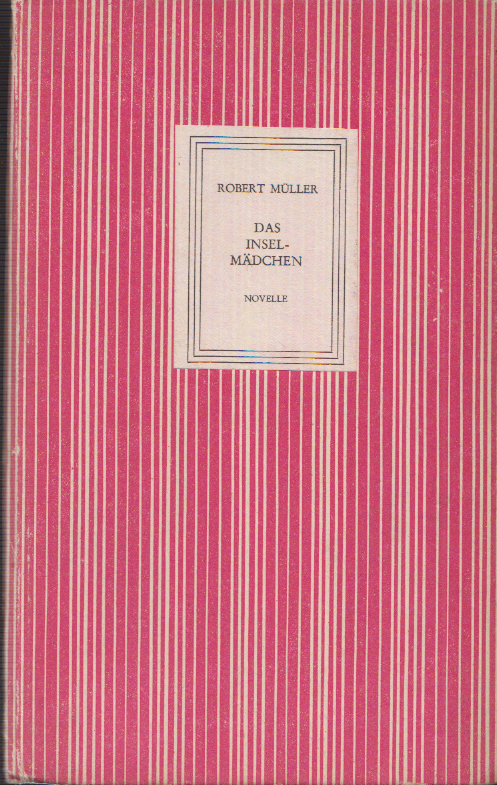 ROBERT MÜLLER
DAS
INSEL-
MÄDCHEN
NOVELLE